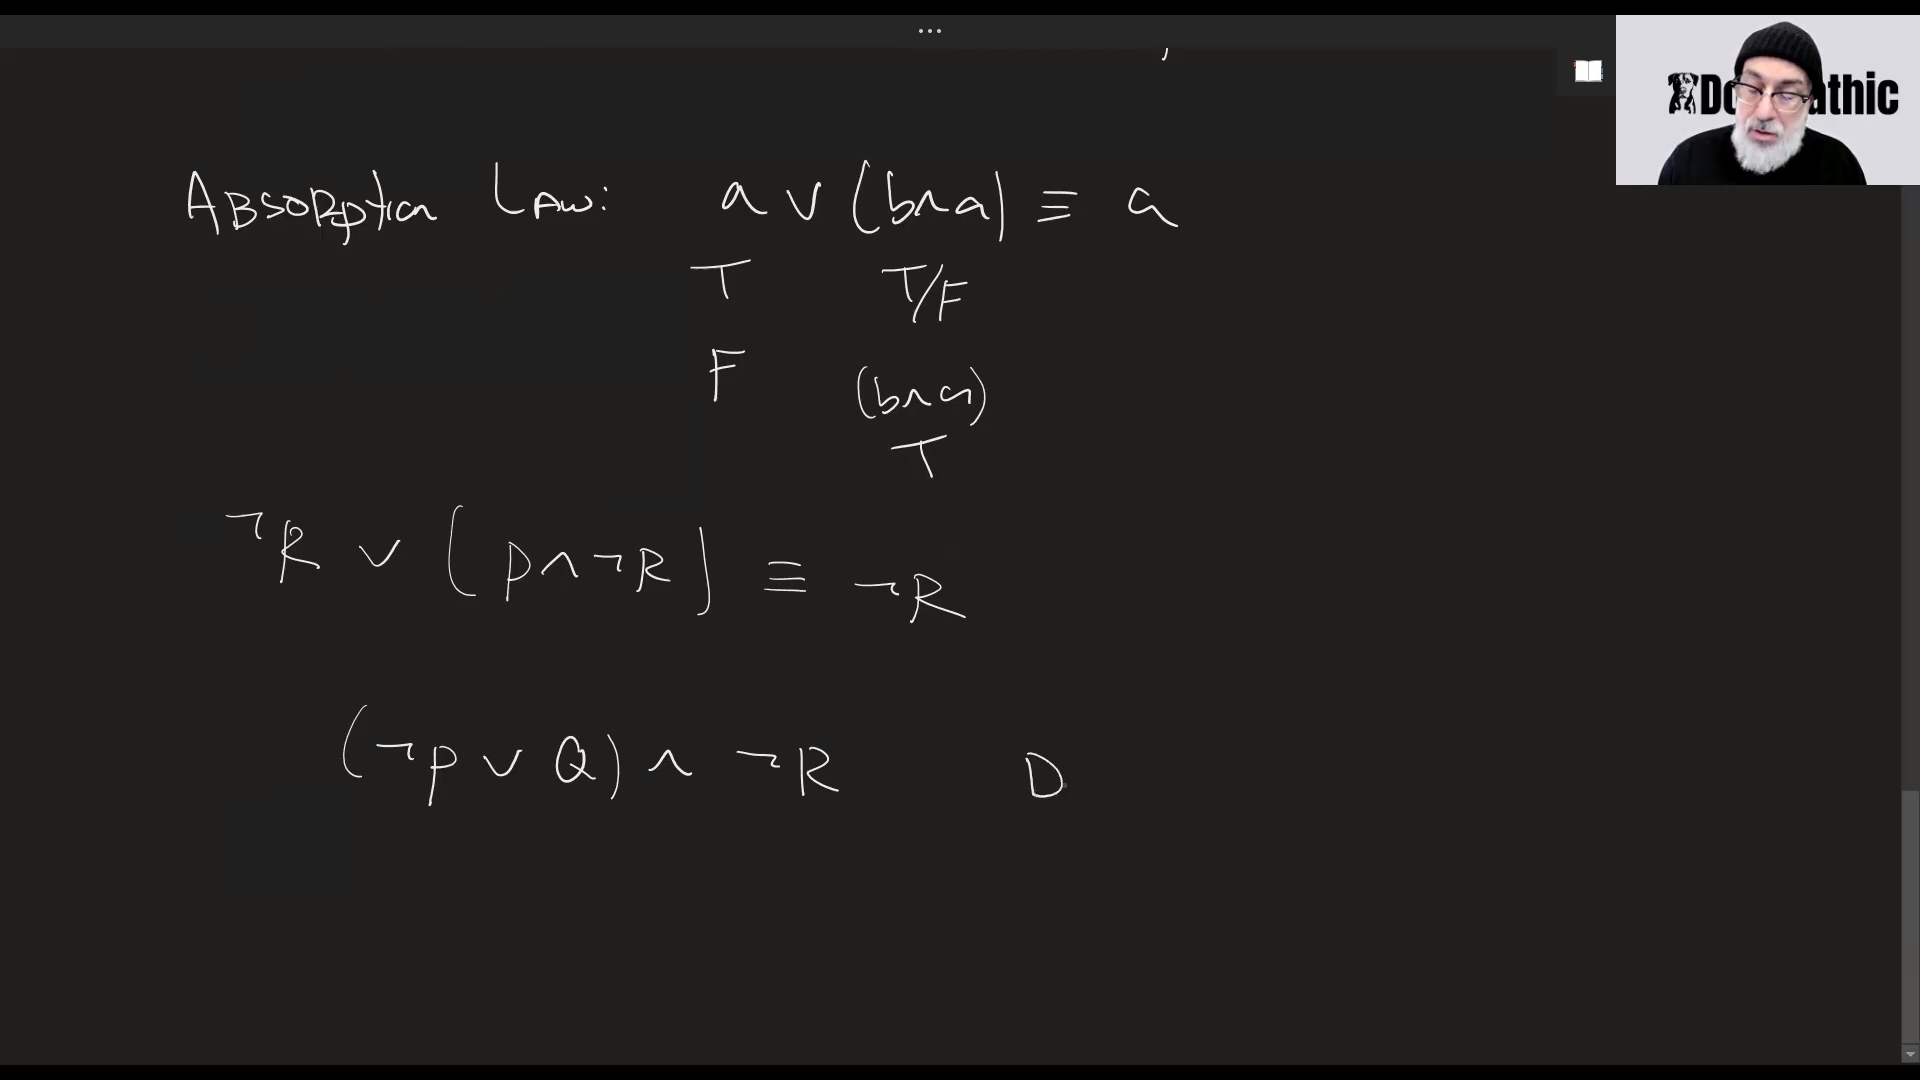 Absorption Law: a ∨ (b∧a) ≡ a
T T/F
F (b∧a)
T
¬R ∨ (p∧¬R) ≡ ¬R
(¬p ∨ Q) ∧ ¬R D